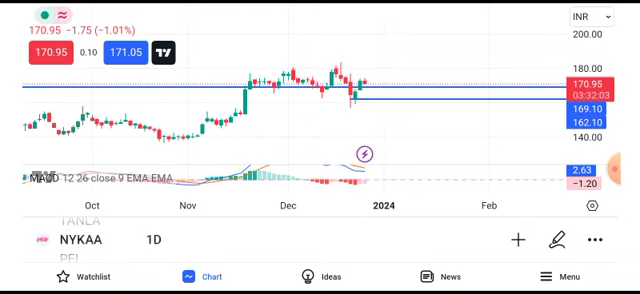 INR
170.95 −1.75 (−1.01%)
200.00
170.95 0.10 171.05
180.00
170.95
03:32:03
169.10
162.10
140.00
MACD 12 26 close 9 EMA EMA
2.63
−1.20
Oct Nov Dec 2024 Feb
NYKAA 1D
Watchlist Chart Ideas News Menu